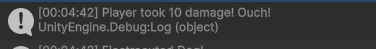 [00:04:42] Player took 10 damage! Ouch!
UnityEngine.Debug:Log (object)